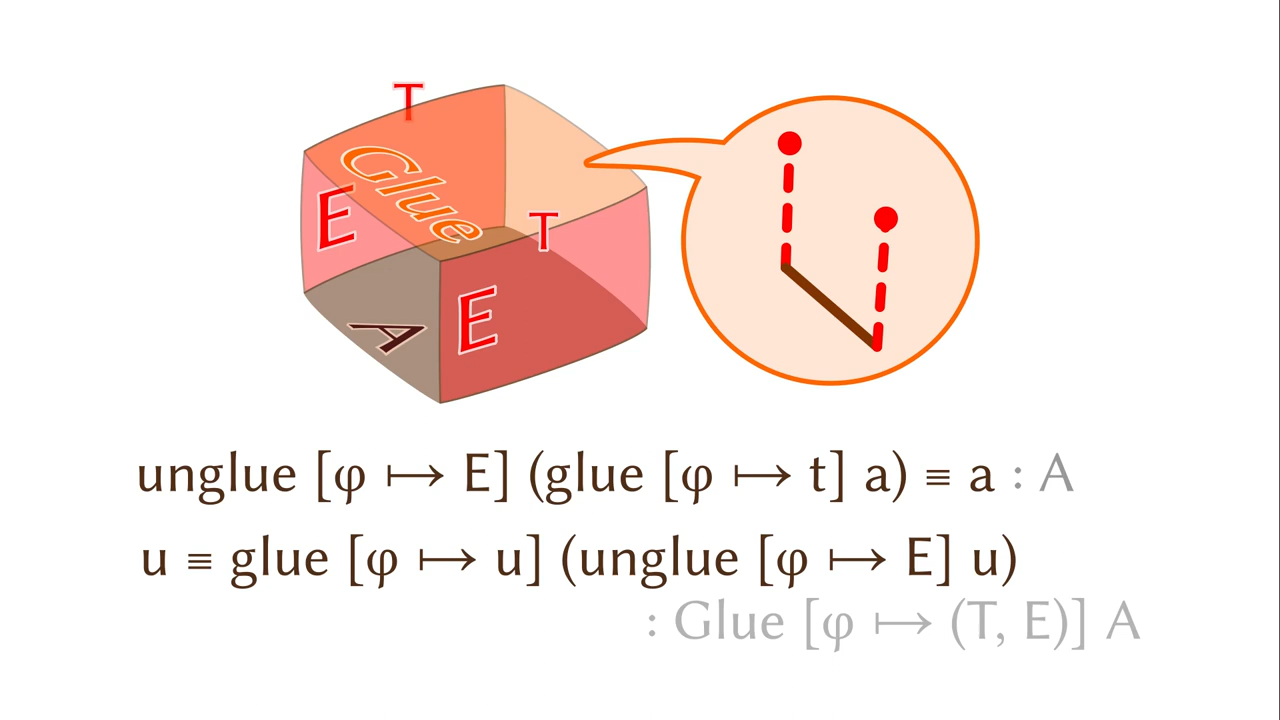 T
Glue
E
T
E
A
unglue [φ ↦ E] (glue [φ ↦ t] a) ≡ a : A
u ≡ glue [φ ↦ u] (unglue [φ ↦ E] u)
: Glue [φ ↦ (T, E)] A